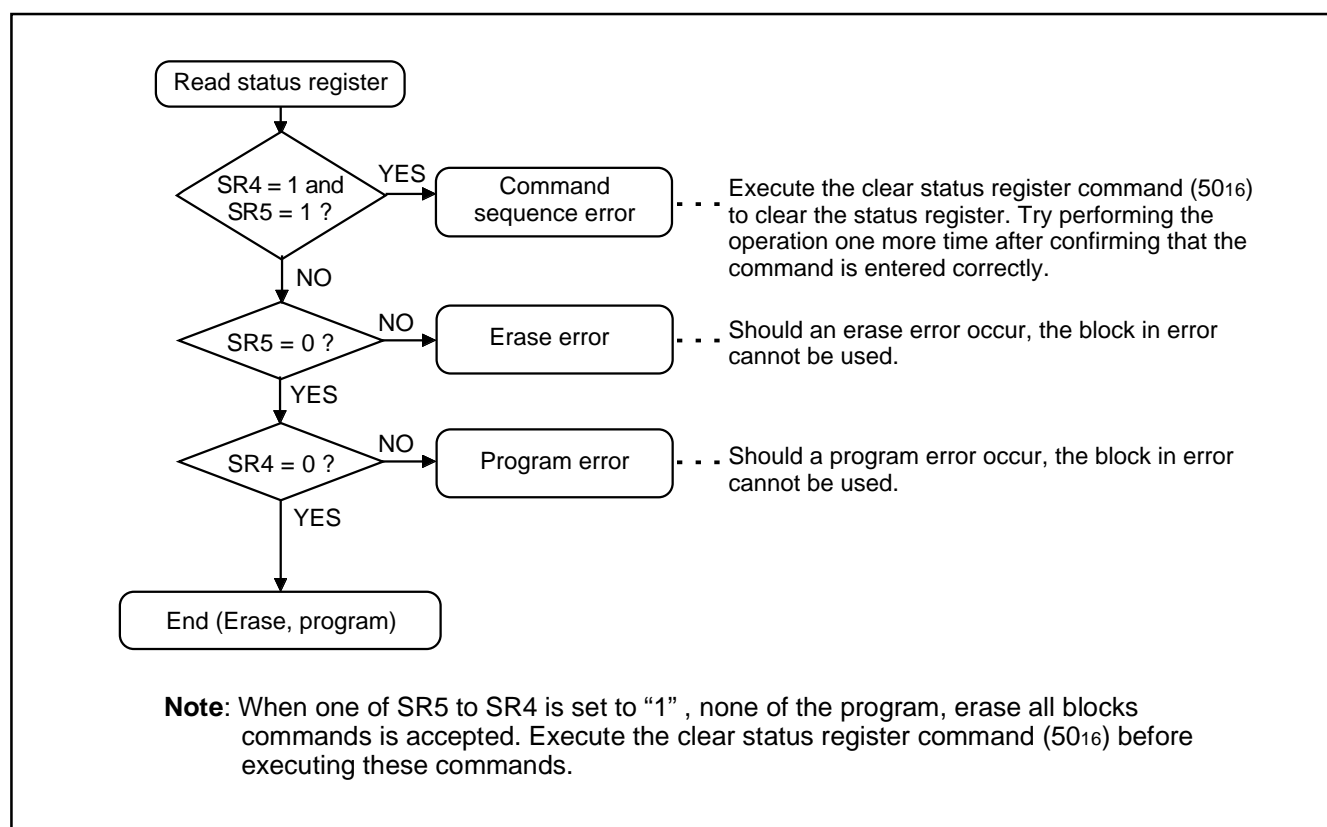 Read status register
SR4 = 1 and
SR5 = 1 ?
YES
Command
sequence error
Execute the clear status register command (5016)
to clear the status register. Try performing the
operation one more time after confirming that the
command is entered correctly.
NO
SR5 = 0 ?
NO
Erase error
Should an erase error occur, the block in error
cannot be used.
YES
SR4 = 0 ?
NO
Program error
Should a program error occur, the block in error
cannot be used.
YES
End (Erase, program)
Note: When one of SR5 to SR4 is set to “1” , none of the program, erase all blocks
commands is accepted. Execute the clear status register command (5016) before
executing these commands.